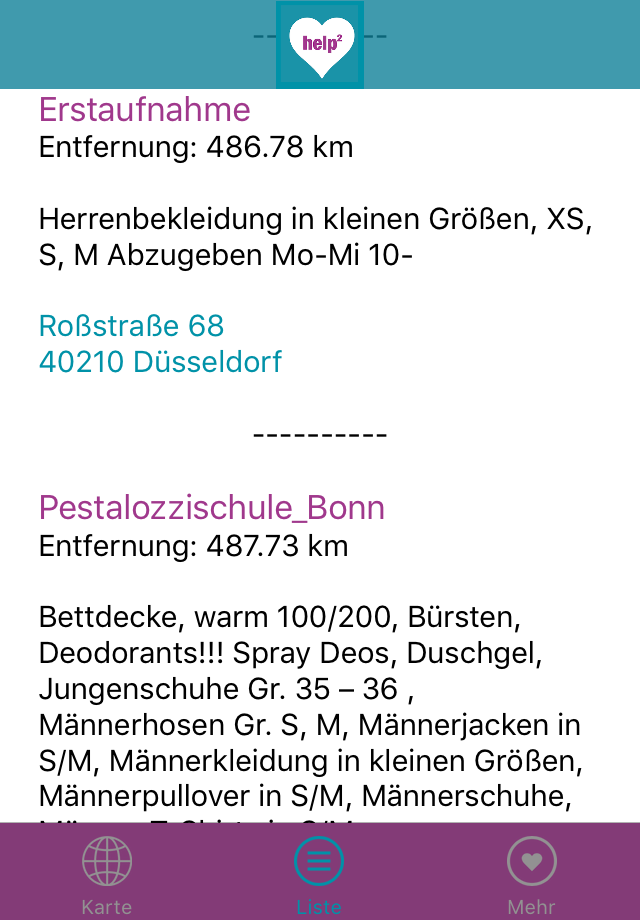 help²
Erstaufnahme
Entfernung: 486.78 km
Herrenbekleidung in kleinen Größen, XS,
S, M Abzugeben Mo-Mi 10-
Roßstraße 68
40210 Düsseldorf
----------
Pestalozzischule_Bonn
Entfernung: 487.73 km
Bettdecke, warm 100/200, Bürsten,
Deodorants!!! Spray Deos, Duschgel,
Jungenschuhe Gr. 35 – 36 ,
Männerhosen Gr. S, M, Männerjacken in
S/M, Männerkleidung in kleinen Größen,
Männerpullover in S/M, Männerschuhe,
Karte Liste Mehr